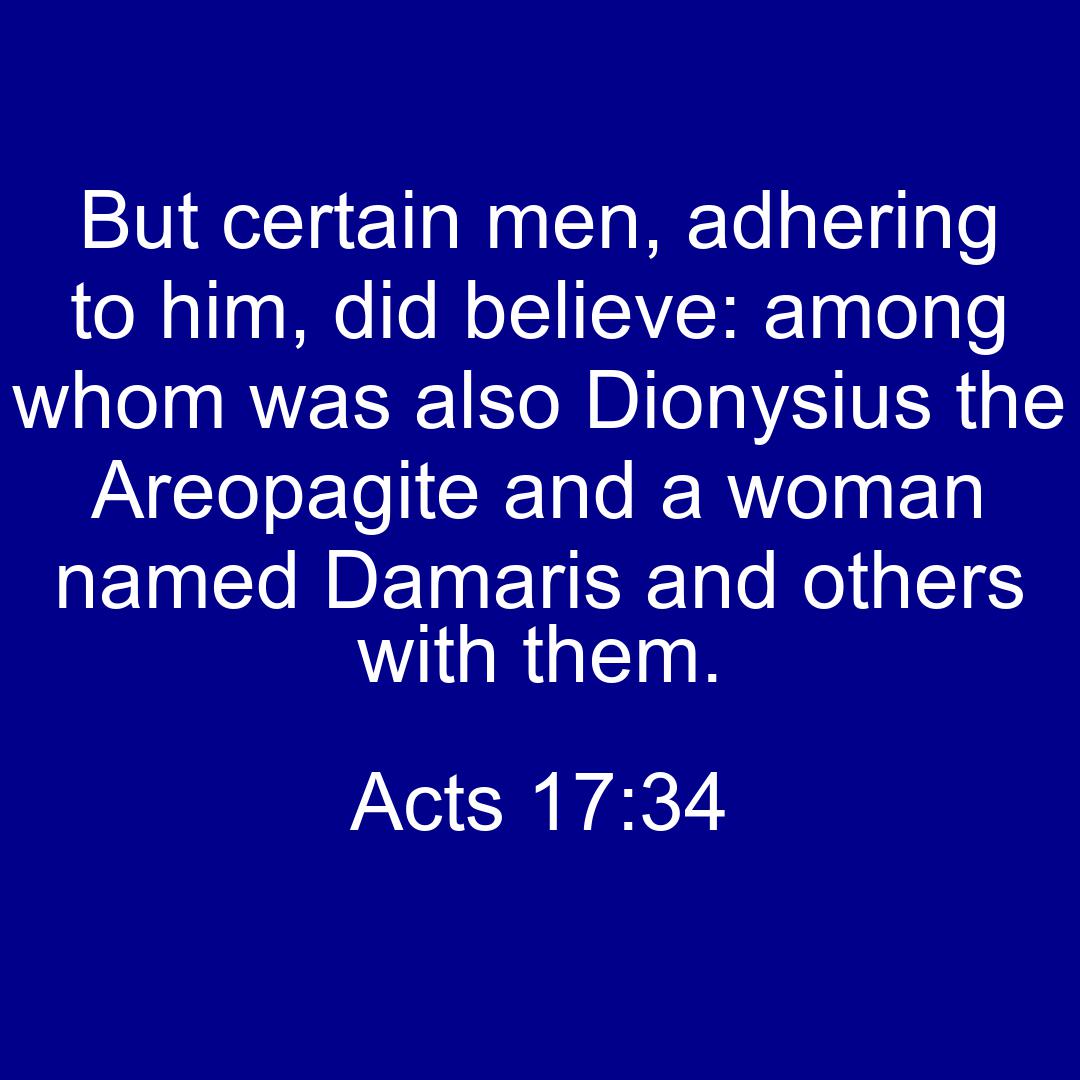 But certain men, adhering
to him, did believe: among
whom was also Dionysius the
Areopagite and a woman
named Damaris and others
with them.
Acts 17:34